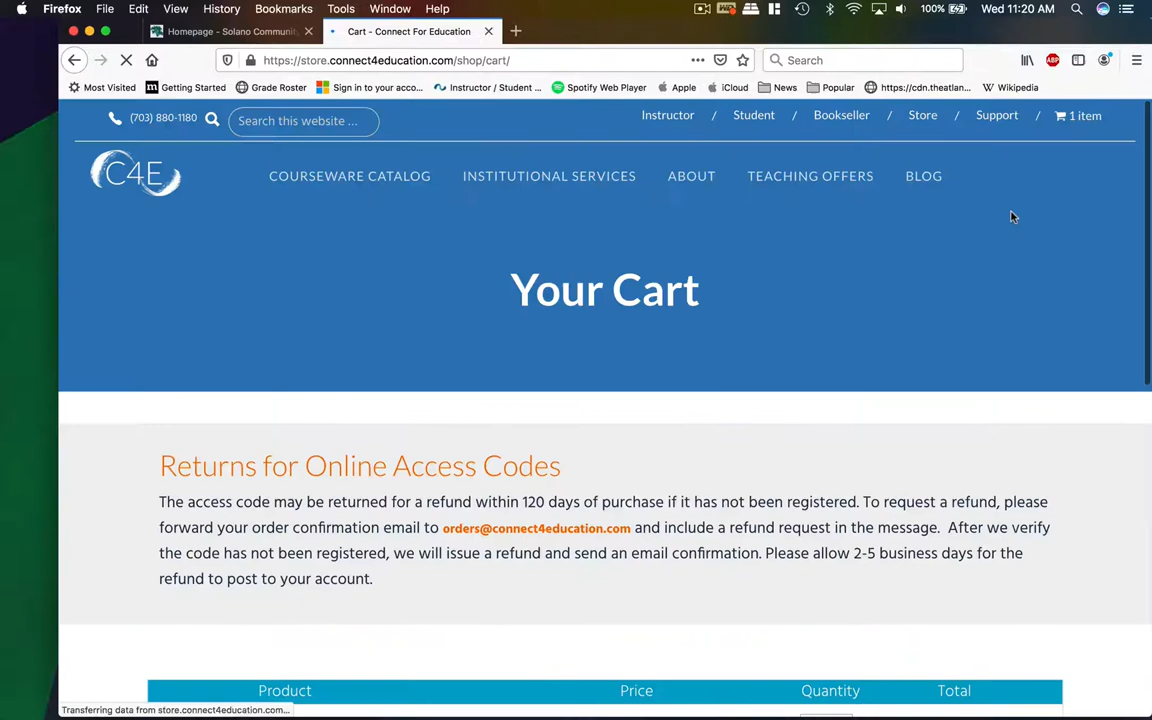 Firefox File Edit View History Bookmarks Tools Window Help 100% Wed 11:20 AM
Homepage - Solano Communit
Cart - Connect For Education
https://store.connect4education.com/shop/cart/
Search
Most Visited Getting Started Grade Roster Sign in to your acco... Instructor / Student ... Spotify Web Player Apple iCloud News Popular https://cdn.theatlan... Wikipedia
(703) 880-1180 Search this website ... Instructor / Student / Bookseller / Store / Support / 1 item
C4E COURSEWARE CATALOG INSTITUTIONAL SERVICES ABOUT TEACHING OFFERS BLOG
Your Cart
Returns for Online Access Codes
The access code may be returned for a refund within 120 days of purchase if it has not been registered. To request a refund, please
forward your order confirmation email to orders@connect4education.com and include a refund request in the message. After we verify
the code has not been registered, we will issue a refund and send an email confirmation. Please allow 2-5 business days for the
refund to post to your account.
Product Price Quantity Total
Transferring data from store.connect4education.com...